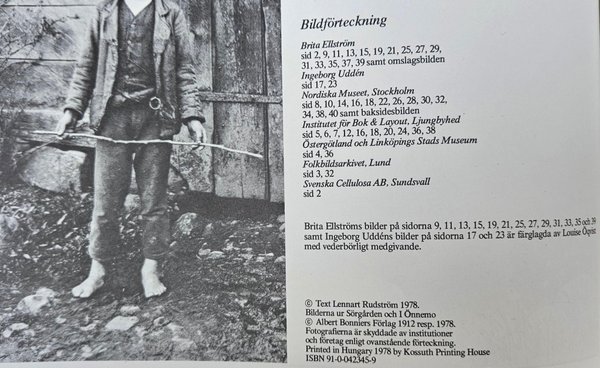 Bildförteckning
Brita Ellström
sid 2, 9, 11, 13, 15, 19, 21, 25, 27, 29,
31, 33, 35, 37, 39 samt omslagsbilden
Ingeborg Uddén
sid 17, 23
Nordiska Museet, Stockholm
sid 8, 10, 14, 16, 18, 22, 26, 28, 30, 32,
34, 38, 40 samt baksidesbilden
Institutet för Bok & Layout, Ljungbyhed
sid 5, 6, 7, 12, 16, 18, 20, 24, 36, 38
Östergötland och Linköpings Stads Museum
sid 4, 36
Folkbildsarkivet, Lund
sid 3, 32
Svenska Cellulosa AB, Sundsvall
sid 2
Brita Ellströms bilder på sidorna 9, 11, 13, 15, 19, 21, 25, 27, 29, 31, 33, 35 och 39
samt Ingeborg Uddéns bilder på sidorna 17 och 23 är färglagda av Louise Öqvist
med vederbörligt medgivande.
© Text Lennart Rudström 1978.
Bilderna ur Sörgården och I Önnemo
© Albert Bonniers Förlag 1912 resp. 1978.
Fotografierna är skyddade av institutioner
och företag enligt ovanstående förteckning.
Printed in Hungary 1978 by Kossuth Printing House
ISBN 91-0-042345-9